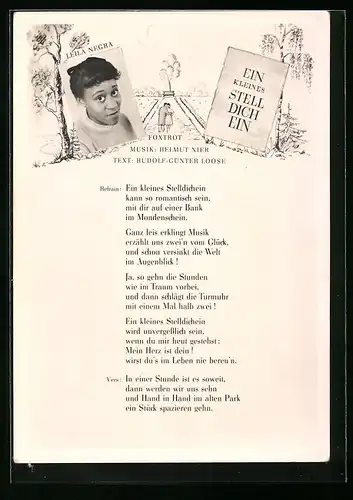 LEILA NEGRA
EIN
KLEINES
STELL
DICH
EIN
FOXTROT
MUSIK: HELMUT NIER
TEXT: RUDOLF-GÜNTER LOOSE
Refrain: Ein kleines Stelldichein
kann so romantisch sein,
mit dir auf einer Bank
im Mondenschein.
Ganz leis erklingt Musik
erzählt uns zwei'n vom Glück,
und schon versinkt die Welt
im Augenblick!
Ja, so gehn die Stunden
wie im Traum vorbei,
und dann schlägt die Turmuhr
mit einem Mal halb zwei!
Ein kleines Stelldichein
wird unvergeßlich sein,
wenn du mir heut gestehst:
Mein Herz ist dein!
wirst du's im Leben nie bereu'n.
Vers: In einer Stunde ist es soweit,
dann werden wir uns sehn
und Hand in Hand im alten Park
ein Stück spazieren gehn.